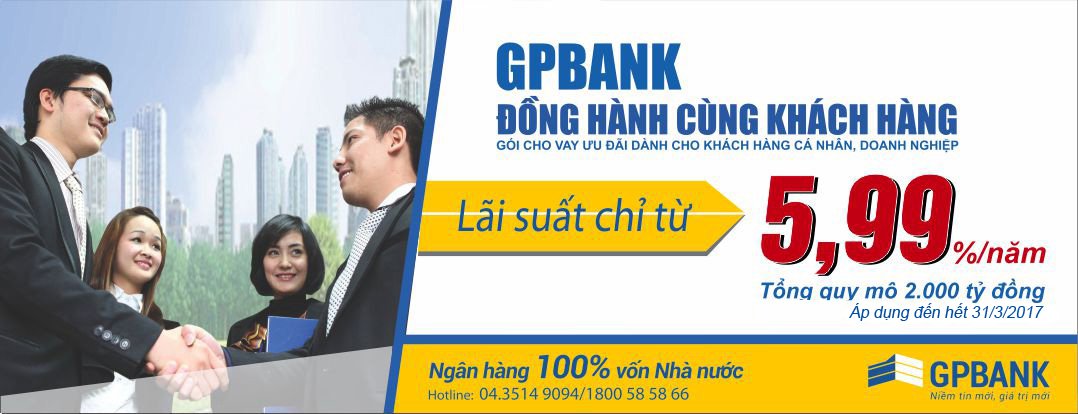 GPBANK
ĐỒNG HÀNH CÙNG KHÁCH HÀNG
GÓI CHO VAY ƯU ĐÃI DÀNH CHO KHÁCH HÀNG CÁ NHÂN, DOANH NGHIỆP
Lãi suất chỉ từ
5,99%/năm
Tổng quy mô 2.000 tỷ đồng
Áp dụng đến hết 31/3/2017
Ngân hàng 100% vốn Nhà nước
Hotline: 04.3514 9094/1800 58 58 66
GPBANK
Niềm tin mới, giá trị mới